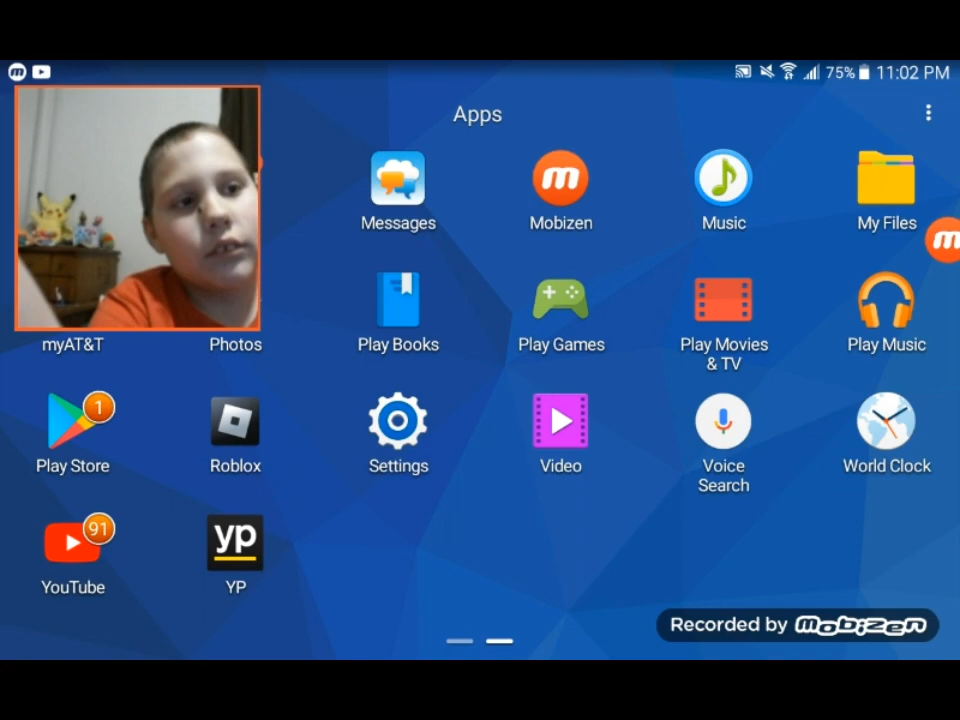 75% 11:02 PM
Apps
Messages
Mobizen
Music
My Files
myAT&T
Photos
Play Books
Play Games
Play Movies
& TV
Play Music
1
Play Store
Roblox
Settings
Video
Voice
Search
World Clock
91
YouTube
yp
YP
Recorded by Mobizen